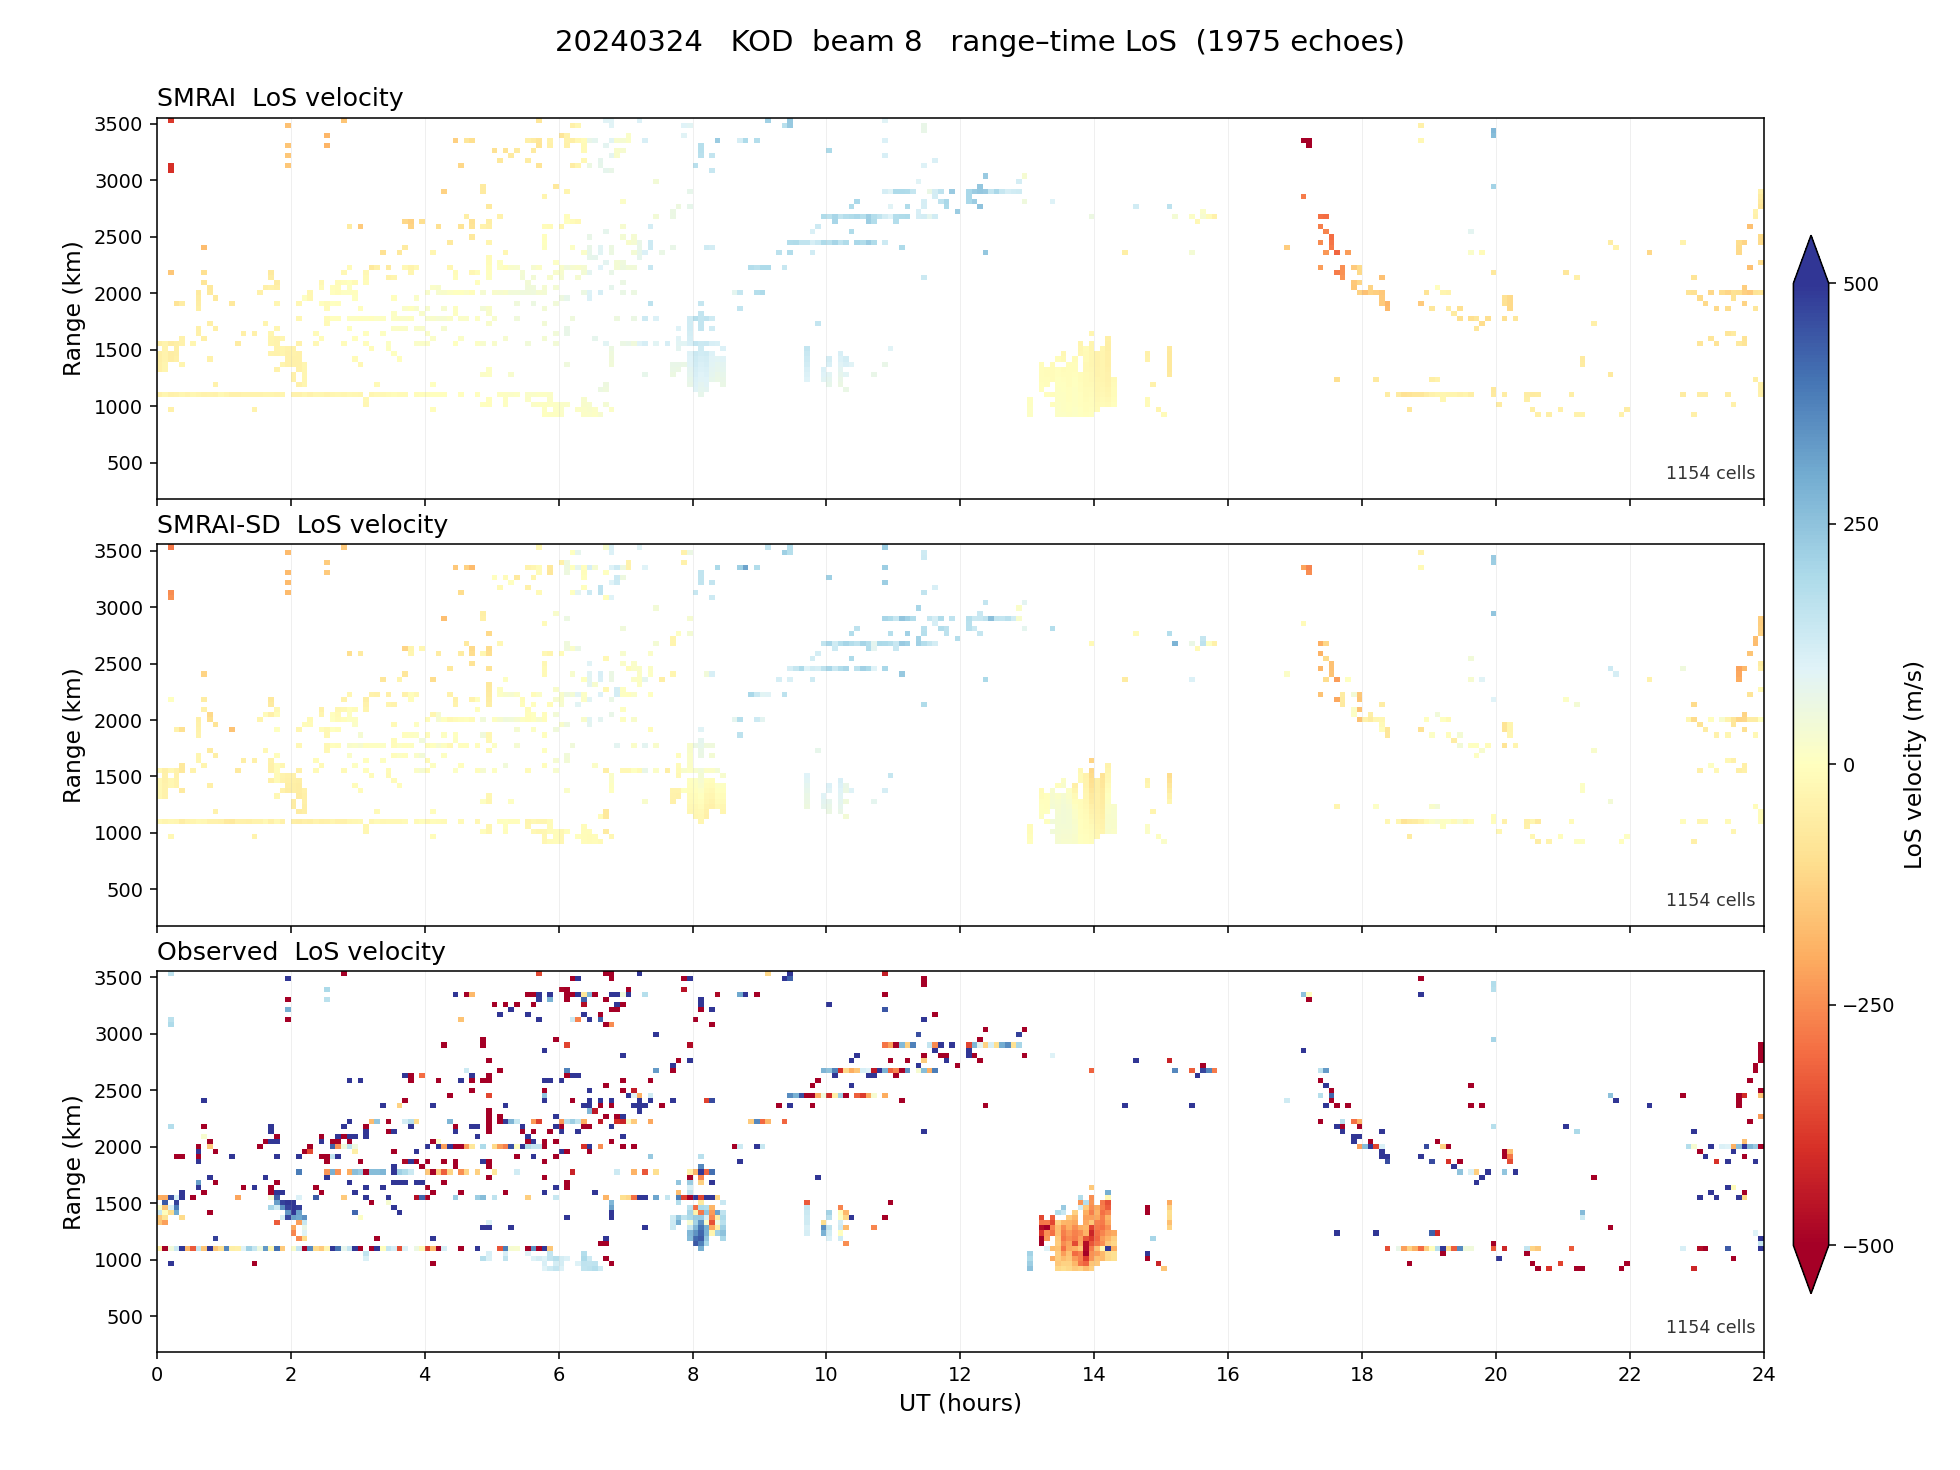 20240324   KOD  beam 8   range–time LoS  (1975 echoes)
SMRAI  LoS velocity
3500
3000
2500
2000
1500
1000
500
Range (km)
1154 cells
SMRAI-SD  LoS velocity
3500
3000
2500
2000
1500
1000
500
Range (km)
1154 cells
Observed  LoS velocity
3500
3000
2500
2000
1500
1000
500
Range (km)
1154 cells
0 2 4 6 8 10 12 14 16 18 20 22 24
UT (hours)
500
250
0
−250
−500
LoS velocity (m/s)